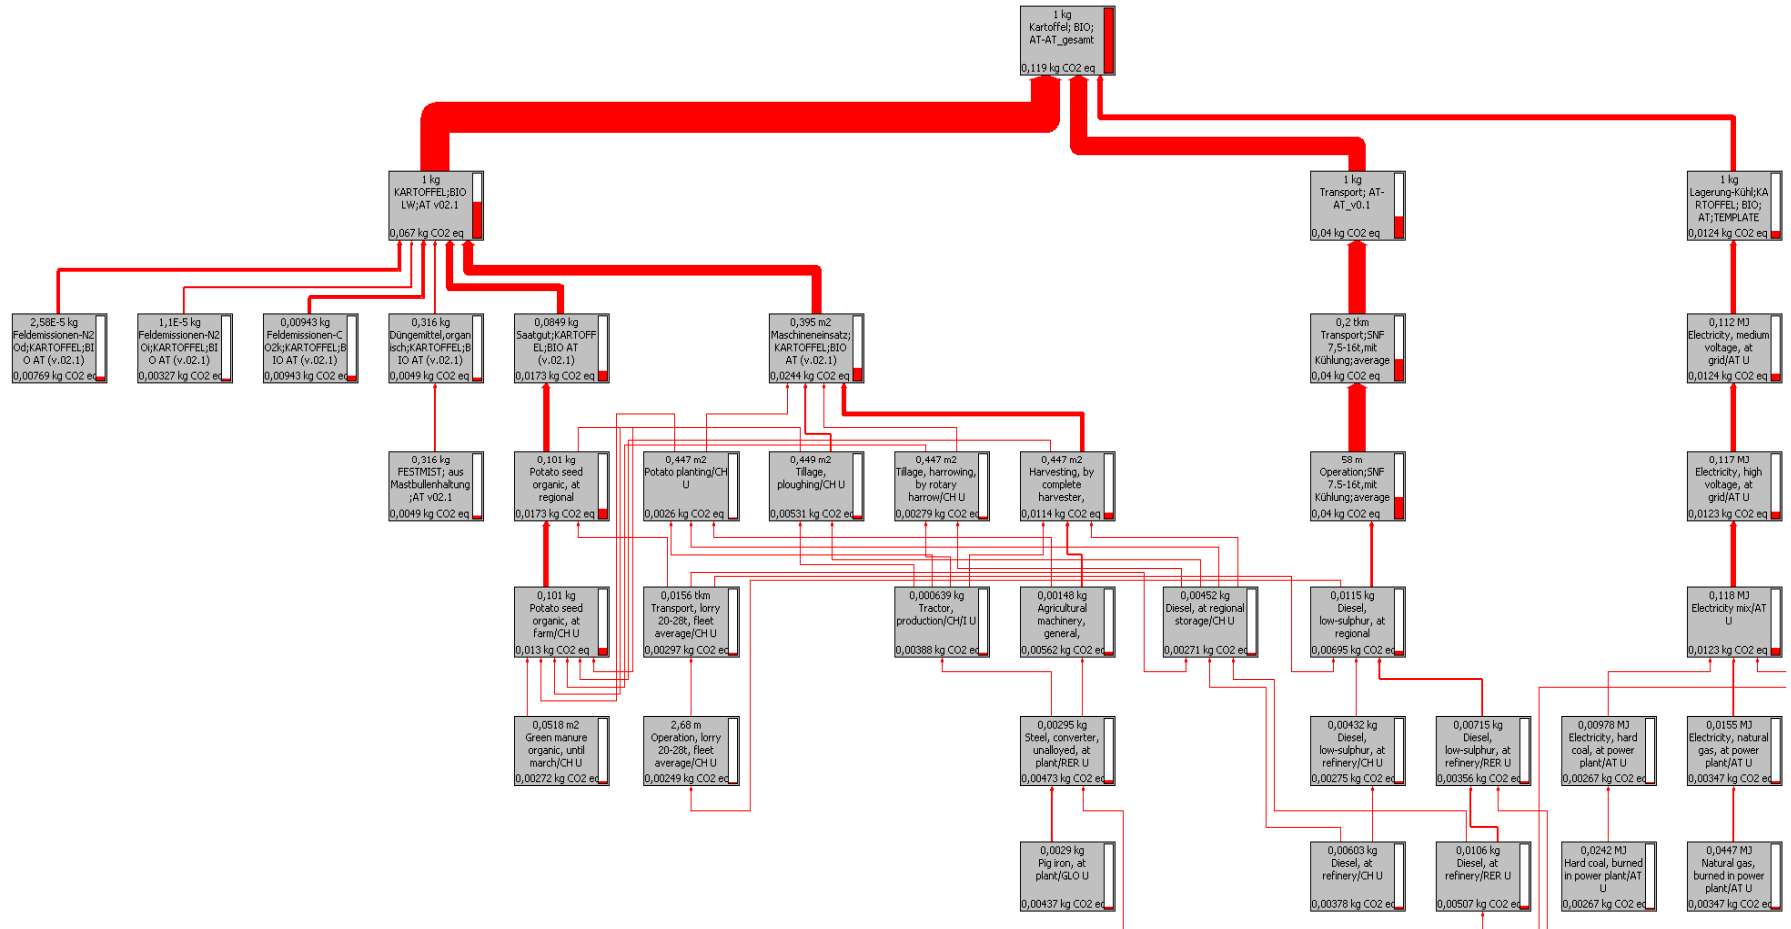 1 kg
Kartoffel; BIO;
AT-AT_gesamt
0,119 kg CO2 eq
1 kg
KARTOFFEL;BIO
LW;AT v02.1
0,067 kg CO2 eq
1 kg
Transport; AT-
AT_v0.1
0,04 kg CO2 eq
1 kg
Lagerung-Kühl;KA
RTOFFEL; BIO;
AT;TEMPLATE
0,0124 kg CO2 eq
2,58E-5 kg
Feldemissionen-N2
Od;KARTOFFEL;BI
O AT (v.02.1)
0,00769 kg CO2 eq
1,1E-5 kg
Feldemissionen-N2
Oi;KARTOFFEL;BI
O AT (v.02.1)
0,00327 kg CO2 eq
0,00943 kg
Feldemissionen-C
O2k;KARTOFFEL;B
IO AT (v.02.1)
0,00943 kg CO2 eq
0,316 kg
Düngemittel,organ
isch;KARTOFFEL;B
IO AT (v.02.1)
0,0049 kg CO2 eq
0,0849 kg
Saatgut;KARTOFF
EL;BIO AT
(v.02.1)
0,0173 kg CO2 eq
0,395 m2
Maschineneinsatz;
KARTOFFEL;BIO
AT (v.02.1)
0,0244 kg CO2 eq
0,2 tkm
Transport;SNF
7,5-16t,mit
Kühlung;average
0,04 kg CO2 eq
0,112 MJ
Electricity, medium
voltage, at
grid/AT U
0,0124 kg CO2 eq
0,316 kg
FESTMIST; aus
Mastbullenhaltung
;AT v02.1
0,0049 kg CO2 eq
0,101 kg
Potato seed
organic, at
regional
0,0173 kg CO2 eq
0,447 m2
Potato planting/CH
U
0,0026 kg CO2 eq
0,449 m2
Tillage,
ploughing/CH U
0,00531 kg CO2 eq
0,447 m2
Tillage, harrowing,
by rotary
harrow/CH U
0,00279 kg CO2 eq
0,447 m2
Harvesting, by
complete
harvester,
0,0114 kg CO2 eq
58 m
Operation;SNF
7.5-16t,mit
Kühlung;average
0,04 kg CO2 eq
0,117 MJ
Electricity, high
voltage, at
grid/AT U
0,0123 kg CO2 eq
0,101 kg
Potato seed
organic, at
farm/CH U
0,013 kg CO2 eq
0,0156 tkm
Transport, lorry
20-28t, fleet
average/CH U
0,00297 kg CO2 eq
0,000639 kg
Tractor,
production/CH/I U
0,00388 kg CO2 eq
0,00148 kg
Agricultural
machinery,
general,
0,00562 kg CO2 eq
0,00452 kg
Diesel, at regional
storage/CH U
0,00271 kg CO2 eq
0,0115 kg
Diesel,
low-sulphur, at
regional
0,00695 kg CO2 eq
0,118 MJ
Electricity mix/AT
U
0,0123 kg CO2 eq
0,0518 m2
Green manure
organic, until
march/CH U
0,00272 kg CO2 eq
2,68 m
Operation, lorry
20-28t, fleet
average/CH U
0,00249 kg CO2 eq
0,00295 kg
Steel, converter,
unalloyed, at
plant/RER U
0,00473 kg CO2 eq
0,00432 kg
Diesel,
low-sulphur, at
refinery/CH U
0,00275 kg CO2 eq
0,00715 kg
Diesel,
low-sulphur, at
refinery/RER U
0,00356 kg CO2 eq
0,00978 MJ
Electricity, hard
coal, at power
plant/AT U
0,00267 kg CO2 eq
0,0155 MJ
Electricity, natural
gas, at power
plant/AT U
0,00347 kg CO2 eq
0,0029 kg
Pig iron, at
plant/GLO U
0,00437 kg CO2 eq
0,00603 kg
Diesel, at
refinery/CH U
0,00378 kg CO2 eq
0,0106 kg
Diesel, at
refinery/RER U
0,00507 kg CO2 eq
0,0242 MJ
Hard coal, burned
in power plant/AT
U
0,00267 kg CO2 eq
0,0447 MJ
Natural gas,
burned in power
plant/AT U
0,00347 kg CO2 eq